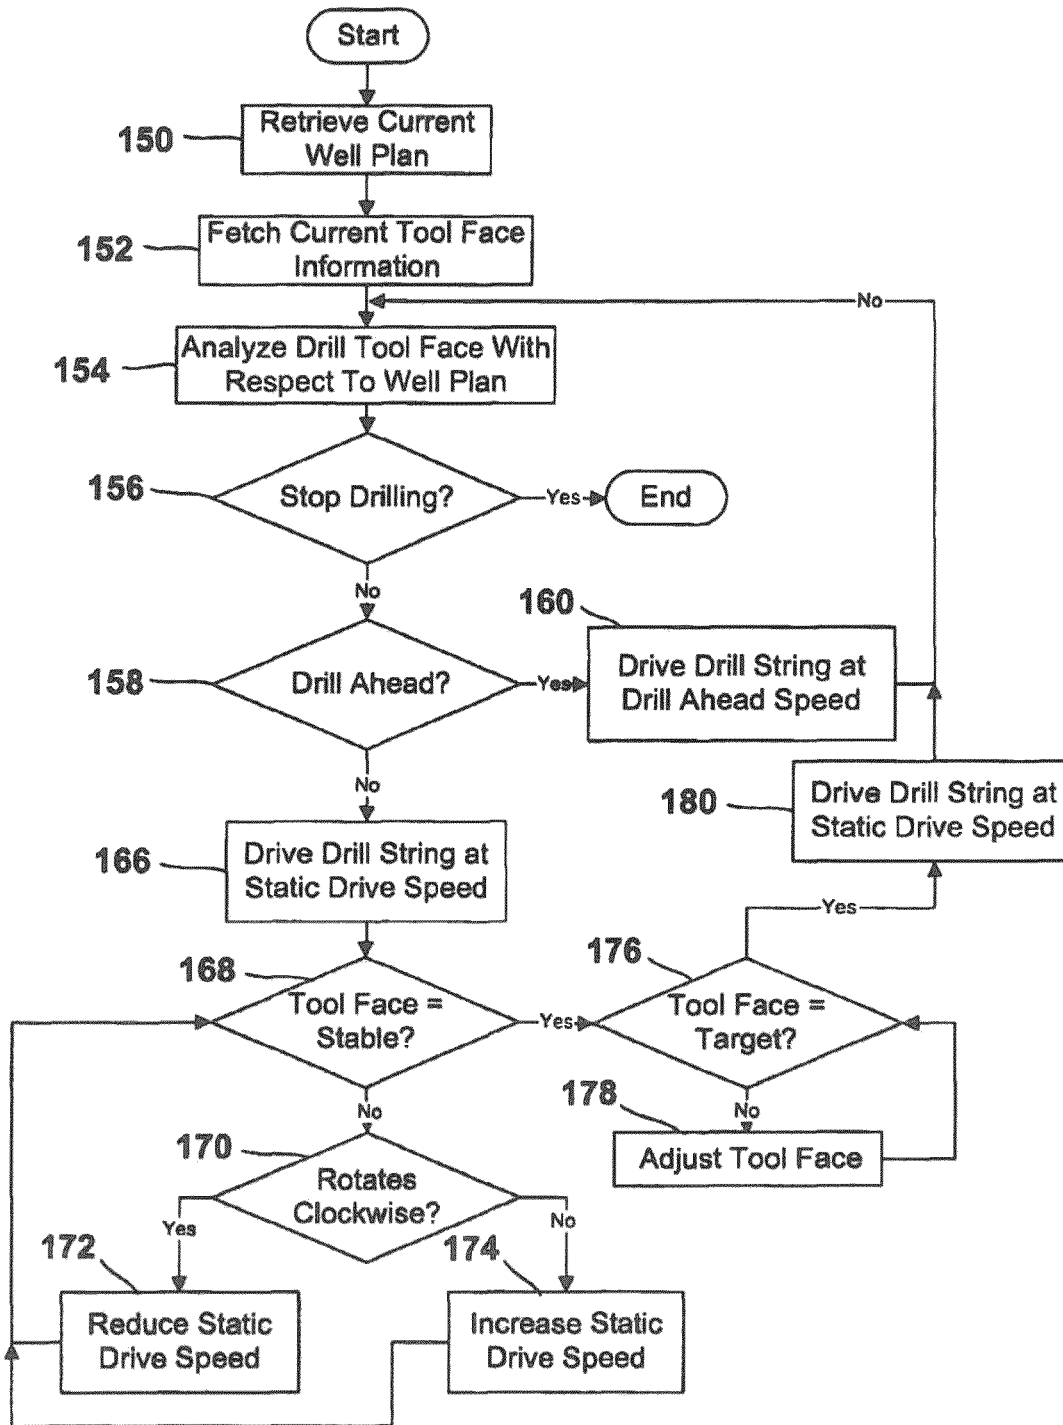 Start
150
Retrieve Current
Well Plan
152
Fetch Current Tool Face
Information
No
154
Analyze Drill Tool Face With
Respect To Well Plan
156
Stop Drilling?
Yes
End
No
160
158
Drill Ahead?
Yes
Drive Drill String at
Drill Ahead Speed
No
180
Drive Drill String at
Static Drive Speed
166
Drive Drill String at
Static Drive Speed
Yes
168
Tool Face =
Stable?
Yes
176
Tool Face =
Target?
No
178
No
Adjust Tool Face
170
Rotates
Clockwise?
Yes
No
172
Reduce Static
Drive Speed
174
Increase Static
Drive Speed